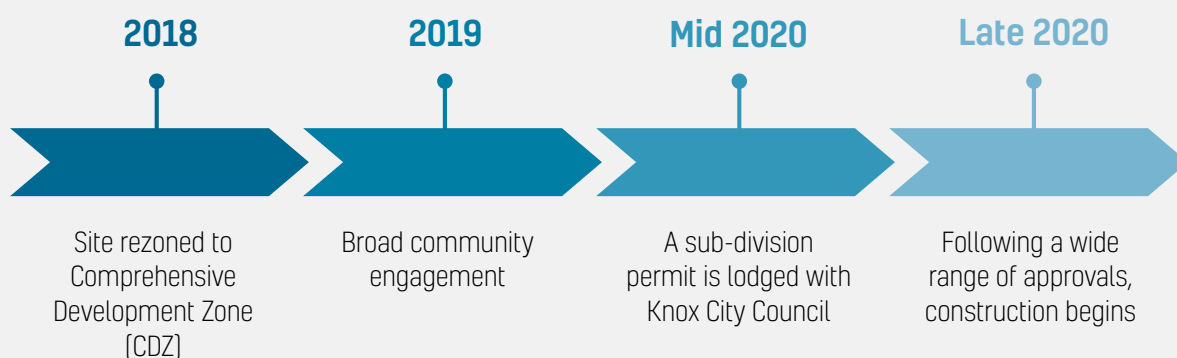 2018
Site rezoned to
Comprehensive
Development Zone
(CDZ)
2019
Broad community
engagement
Mid 2020
A sub-division
permit is lodged with
Knox City Council
Late 2020
Following a wide
range of approvals,
construction begins